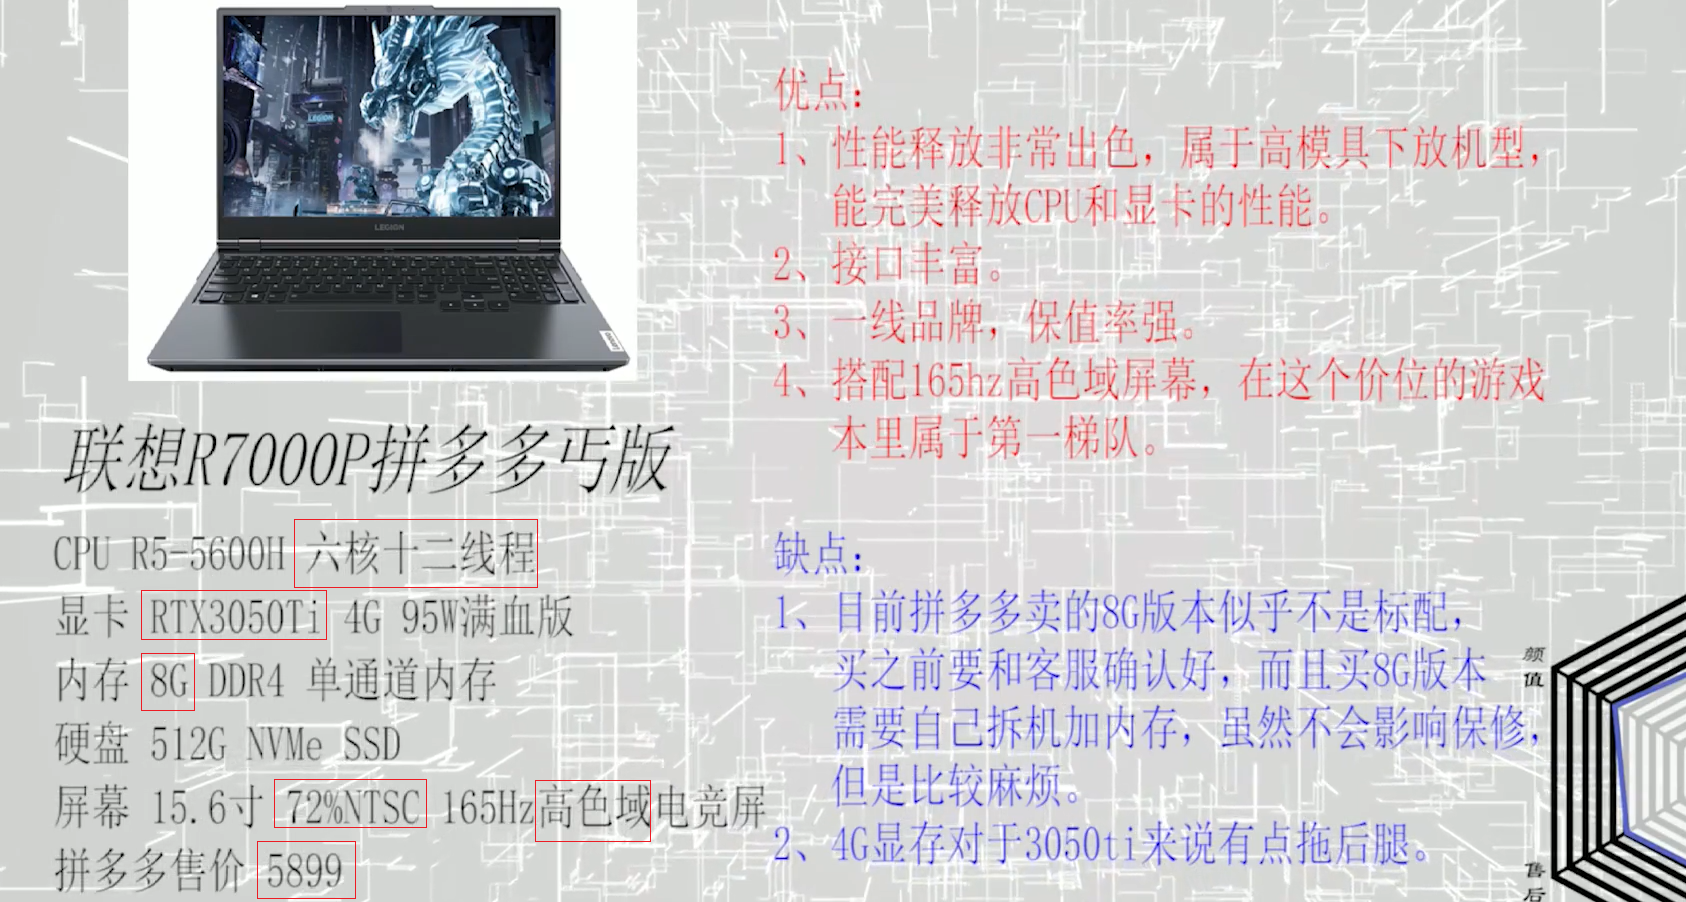 LEGION
LEGION
Lenovo
联想R7000P拼多多丐版
CPU R5-5600H 六核十二线程
显卡 RTX3050Ti 4G 95W满血版
内存 8G DDR4 单通道内存
硬盘 512G NVMe SSD
屏幕 15.6寸 72%NTSC 165Hz高色域电竞屏
拼多多售价 5899
优点:
1、性能释放非常出色，属于高模具下放机型，
能完美释放CPU和显卡的性能。
2、接口丰富。
3、一线品牌，保值率强。
4、搭配165hz高色域屏幕，在这个价位的游戏
本里属于第一梯队。
缺点:
1、目前拼多多卖的8G版本似乎不是标配，
买之前要和客服确认好，而且买8G版本
需要自己拆机加内存，虽然不会影响保修，
但是比较麻烦。
2、4G显存对于3050ti来说有点拖后腿。
颜值
售后